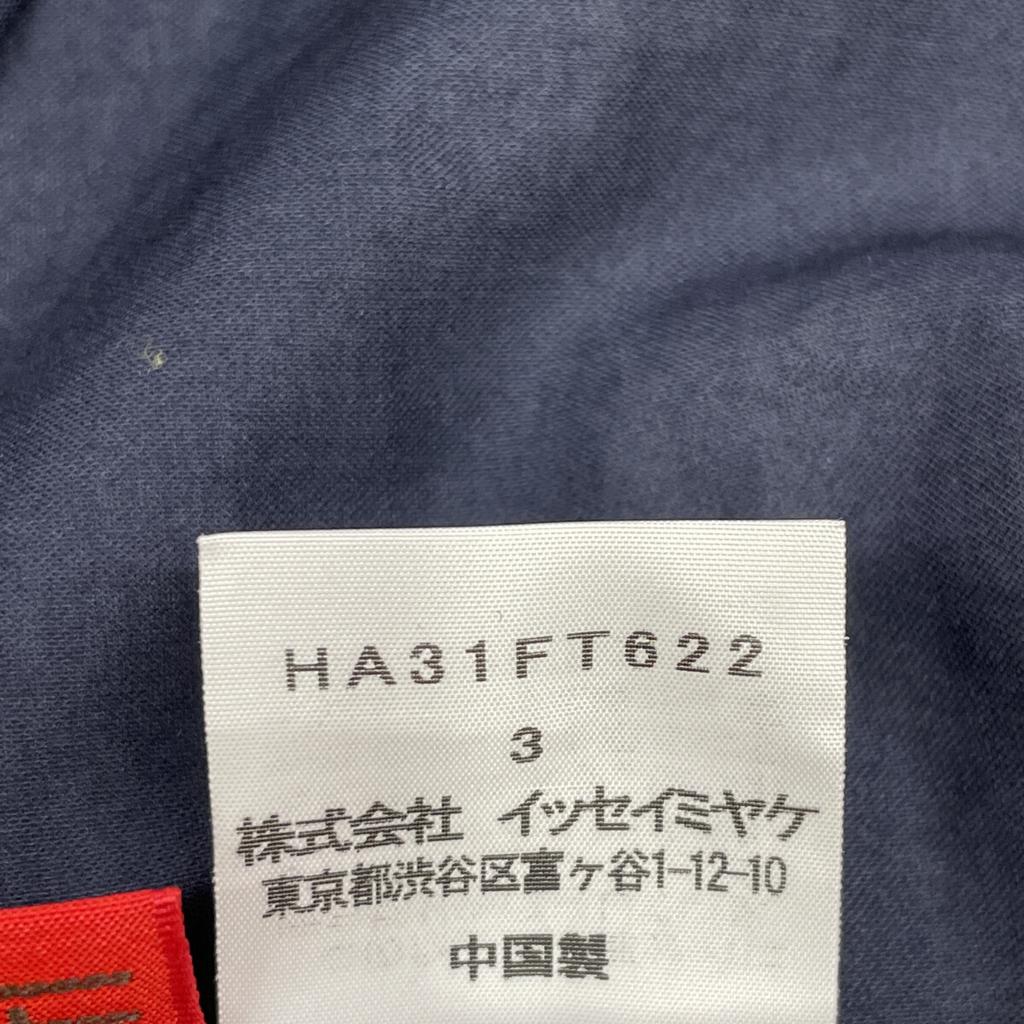 HA31FT622
3
株式会社 イッセイミヤケ
東京都渋谷区富ヶ谷1-12-10
中国製